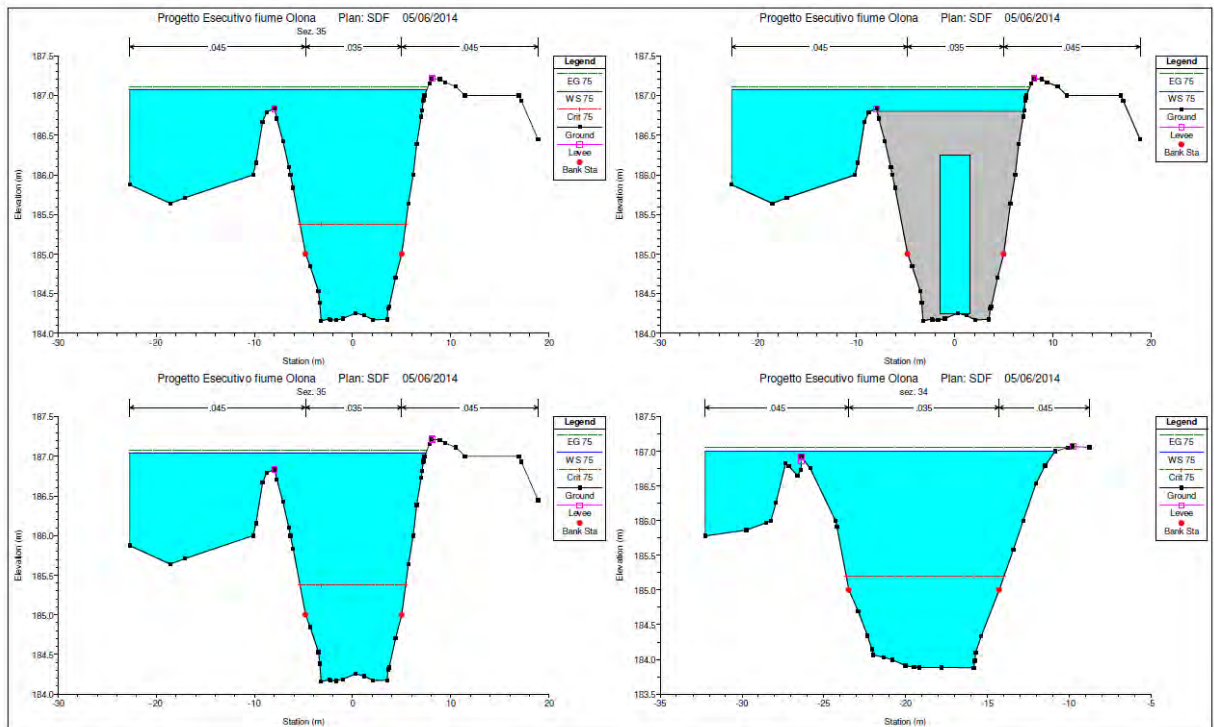 Progetto Esecutivo fiume Olona Plan: SDF 05/06/2014
Sez. 35
.045 .035 .045
Legend
EG 75
WS 75
Crit 75
Ground
Levee
Bank Sta
Elevation (m)
187.5
187.0
186.5
186.0
185.5
185.0
184.5
184.0
-30 -20 -10 0 10 20
Station (m)
Progetto Esecutivo fiume Olona Plan: SDF 05/06/2014
.045 .035 .045
Legend
EG 75
WS 75
Ground
Levee
Bank Sta
Elevation (m)
187.5
187.0
186.5
186.0
185.5
185.0
184.5
184.0
-30 -20 -10 0 10 20
Station (m)
Progetto Esecutivo fiume Olona Plan: SDF 05/06/2014
Sez. 35
.045 .035 .045
Legend
EG 75
WS 75
Crit 75
Ground
Levee
Bank Sta
Elevation (m)
187.5
187.0
186.5
186.0
185.5
185.0
184.5
184.0
-30 -20 -10 0 10 20
Station (m)
Progetto Esecutivo fiume Olona Plan: SDF 05/06/2014
sez. 34
.045 .035 .045
Legend
EG 75
WS 75
Crit 75
Ground
Levee
Bank Sta
Elevation (m)
187.5
187.0
186.5
186.0
185.5
185.0
184.5
184.0
183.5
-35 -30 -25 -20 -15 -10 -5
Station (m)